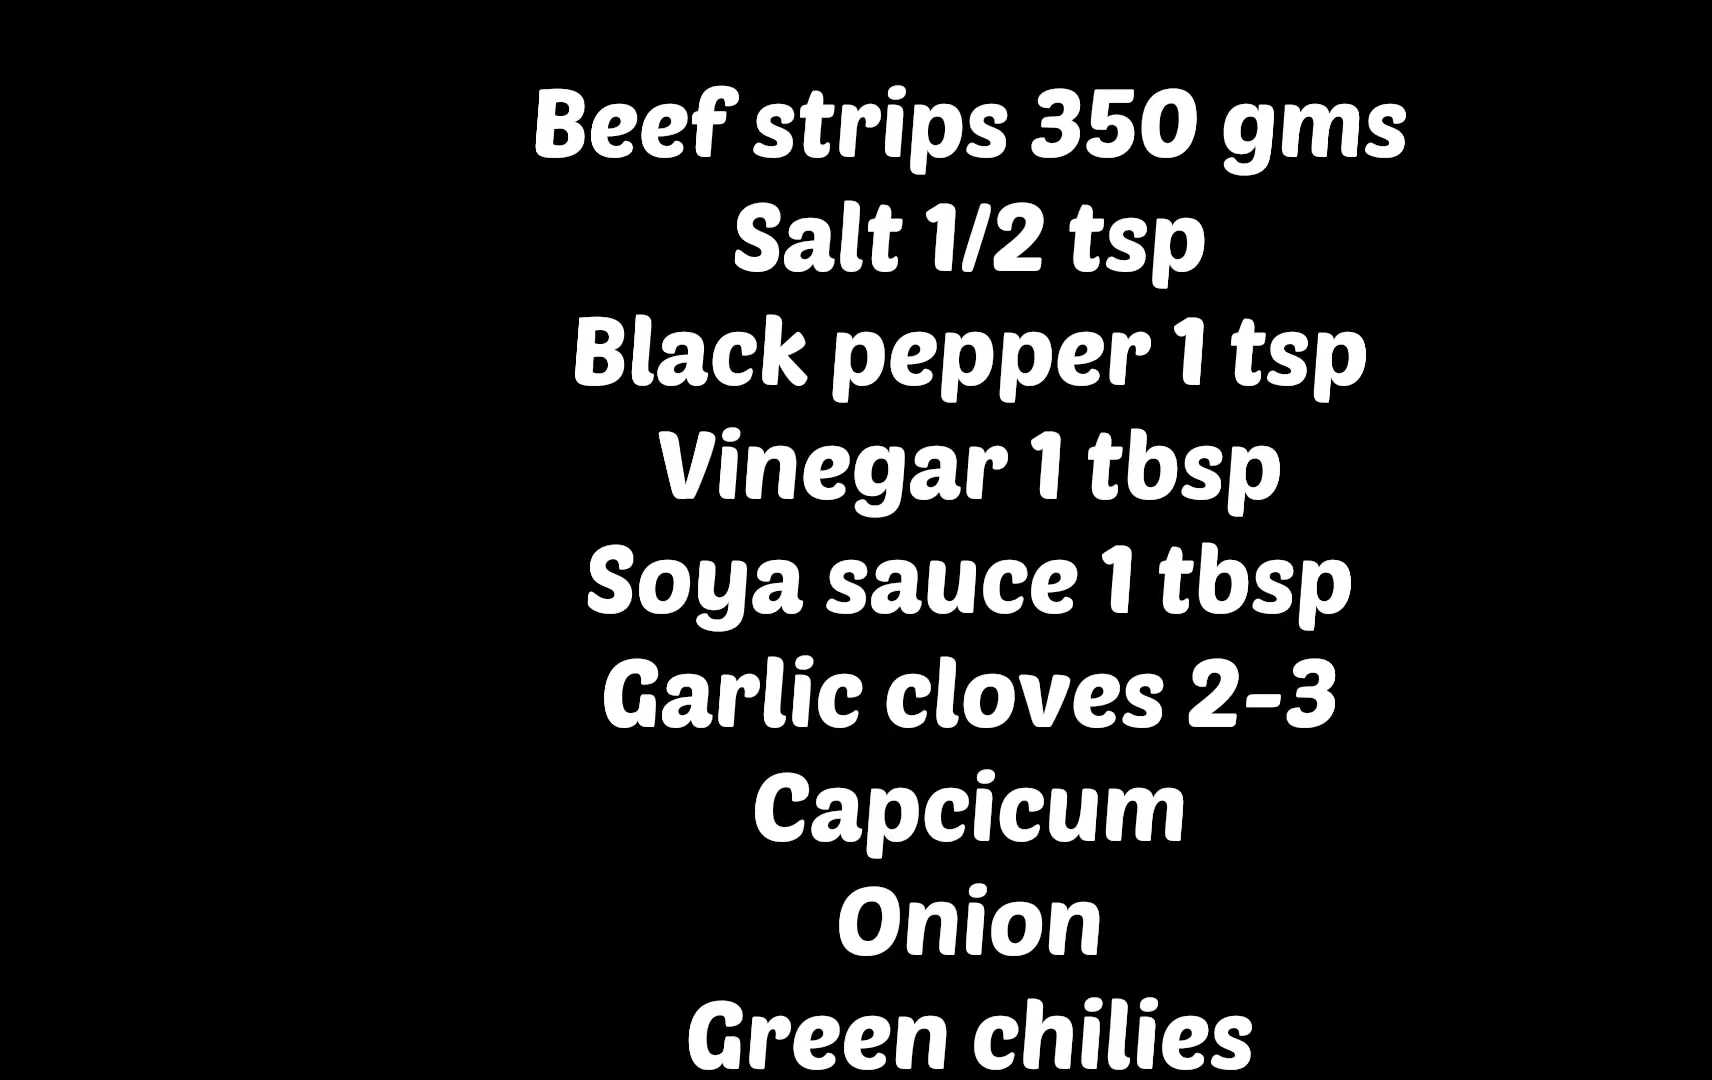 Beef strips 350 gms
Salt 1/2 tsp
Black pepper 1 tsp
Vinegar 1 tbsp
Soya sauce 1 tbsp
Garlic cloves 2-3
Capcicum
Onion
Green chilies